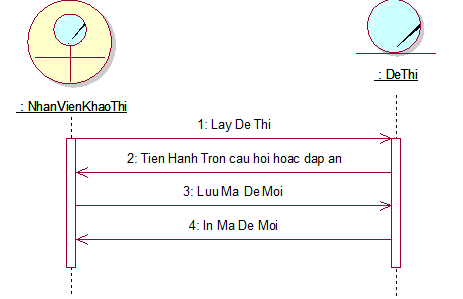 : DeThi
: NhanVienKhaoThi
1: Lay De Thi
2: Tien Hanh Tron cau hoi hoac dap an
3: Luu Ma De Moi
4: In Ma De Moi